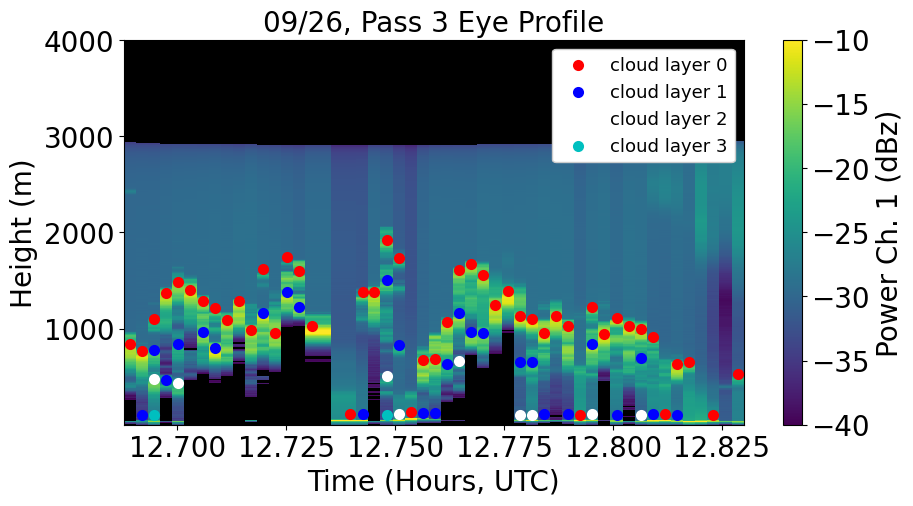 09/26, Pass 3 Eye Profile
4000
3000
2000
1000
Height (m)
cloud layer 0
cloud layer 1
cloud layer 2
cloud layer 3
12.700
12.725
12.750
12.775
12.800
12.825
Time (Hours, UTC)
−10
−15
−20
−25
−30
−35
−40
Power Ch. 1 (dBz)